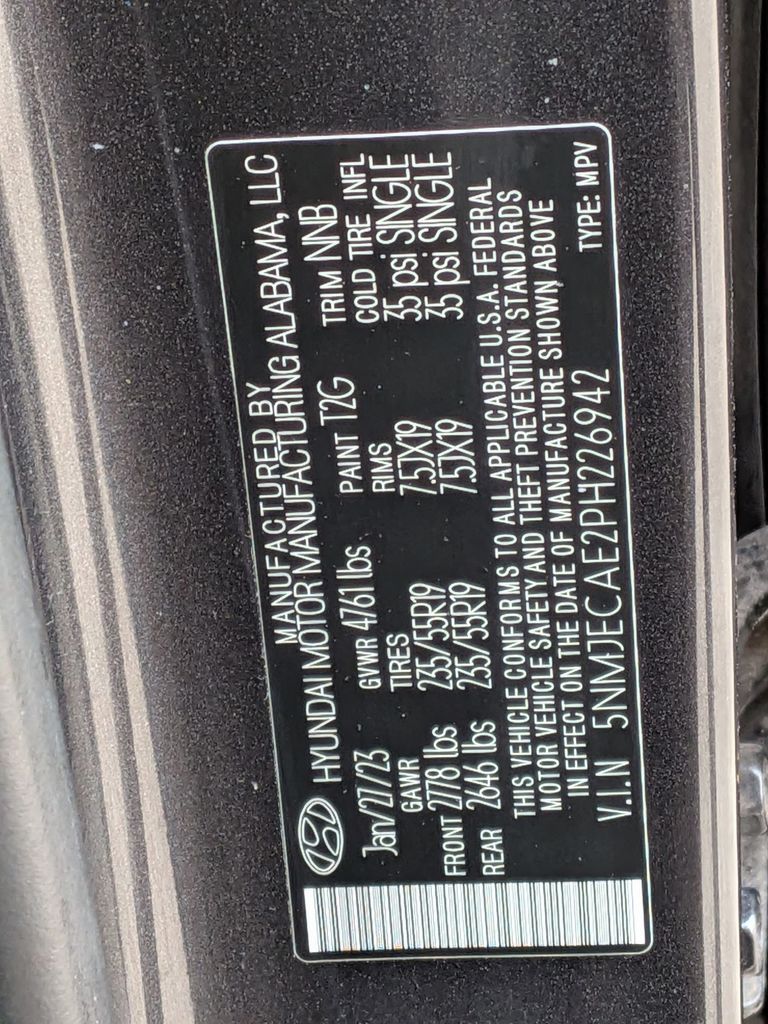 MANUFACTURED BY
HYUNDAI MOTOR MANUFACTURING ALABAMA, LLC
Jan/27/23 GVWR 4761 lbs PAINT T2G TRIM NNB
GAWR TIRES RIMS COLD TIRE INFL
FRONT 2778 lbs 235/55R19 7.5JX19 35 psi SINGLE
REAR 2646 lbs 235/55R19 7.5JX19 35 psi SINGLE
THIS VEHICLE CONFORMS TO ALL APPLICABLE U.S.A. FEDERAL
MOTOR VEHICLE SAFETY AND THEFT PREVENTION STANDARDS
IN EFFECT ON THE DATE OF MANUFACTURE SHOWN ABOVE
V.I.N 5NMJECAE2PH226942 TYPE: MPV